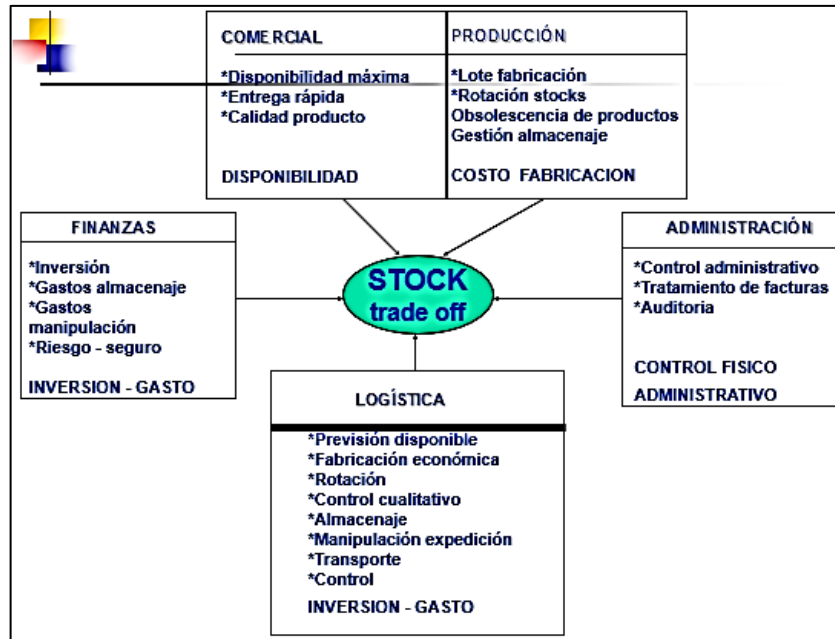 COMERCIAL
*Disponibilidad máxima
*Entrega rápida
*Calidad producto
DISPONIBILIDAD
PRODUCCIÓN
*Lote fabricación
*Rotación stocks
Obsolescencia de productos
Gestión almacenaje
COSTO FABRICACION
FINANZAS
*Inversión
*Gastos almacenaje
*Gastos
manipulación
*Riesgo - seguro
INVERSION - GASTO
STOCK
trade off
ADMINISTRACIÓN
*Control administrativo
*Tratamiento de facturas
*Auditoria
CONTROL FISICO
ADMINISTRATIVO
LOGÍSTICA
*Previsión disponible
*Fabricación económica
*Rotación
*Control cualitativo
*Almacenaje
*Manipulación expedición
*Transporte
*Control
INVERSION - GASTO